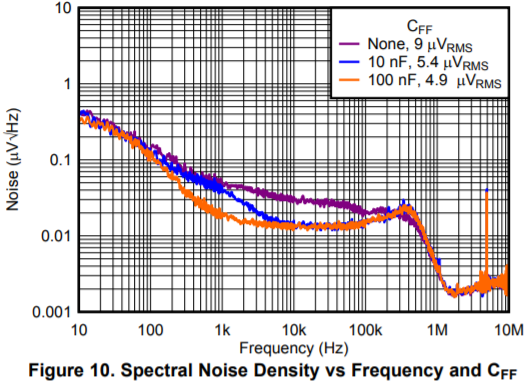 10
1
0.1
0.01
0.001
Noise (μV√Hz)
C_FF
None, 9 μV_RMS
10 nF, 5.4 μV_RMS
100 nF, 4.9 μV_RMS
10 100 1k 10k 100k 1M 10M
Frequency (Hz)
Figure 10. Spectral Noise Density vs Frequency and C_FF